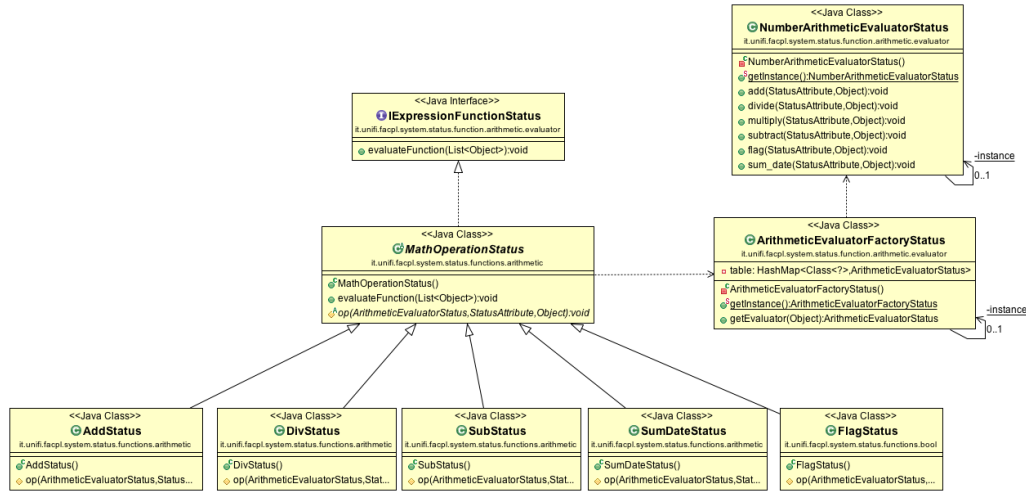 <<Java Class>>
NumberArithmeticEvaluatorStatus
it.unifi.facpl.system.status.function.arithmetic.evaluator
NumberArithmeticEvaluatorStatus()
getInstance():NumberArithmeticEvaluatorStatus
add(StatusAttribute,Object):void
divide(StatusAttribute,Object):void
multiply(StatusAttribute,Object):void
subtract(StatusAttribute,Object):void
flag(StatusAttribute,Object):void
sum_date(StatusAttribute,Object):void
-instance
0..1
<<Java Interface>>
IExpressionFunctionStatus
it.unifi.facpl.system.status.function.arithmetic.evaluator
evaluateFunction(List<Object>):void
<<Java Class>>
MathOperationStatus
it.unifi.facpl.system.status.functions.arithmetic
MathOperationStatus()
evaluateFunction(List<Object>):void
op(ArithmeticEvaluatorStatus,StatusAttribute,Object):void
<<Java Class>>
ArithmeticEvaluatorFactoryStatus
it.unifi.facpl.system.status.function.arithmetic.evaluator
table: HashMap<Class<?>,ArithmeticEvaluatorStatus>
ArithmeticEvaluatorFactoryStatus()
getInstance():ArithmeticEvaluatorFactoryStatus
getEvaluator(Object):ArithmeticEvaluatorStatus
-instance
0..1
<<Java Class>>
AddStatus
it.unifi.facpl.system.status.functions.arithmetic
AddStatus()
op(ArithmeticEvaluatorStatus,Status...
<<Java Class>>
DivStatus
it.unifi.facpl.system.status.functions.arithmetic
DivStatus()
op(ArithmeticEvaluatorStatus,Stat...
<<Java Class>>
SubStatus
it.unifi.facpl.system.status.functions.arithmetic
SubStatus()
op(ArithmeticEvaluatorStatus,Stat...
<<Java Class>>
SumDateStatus
it.unifi.facpl.system.status.functions.arithmetic
SumDateStatus()
op(ArithmeticEvaluatorStatus,Stat...
<<Java Class>>
FlagStatus
it.unifi.facpl.system.status.functions.bool
FlagStatus()
op(ArithmeticEvaluatorStatus,...